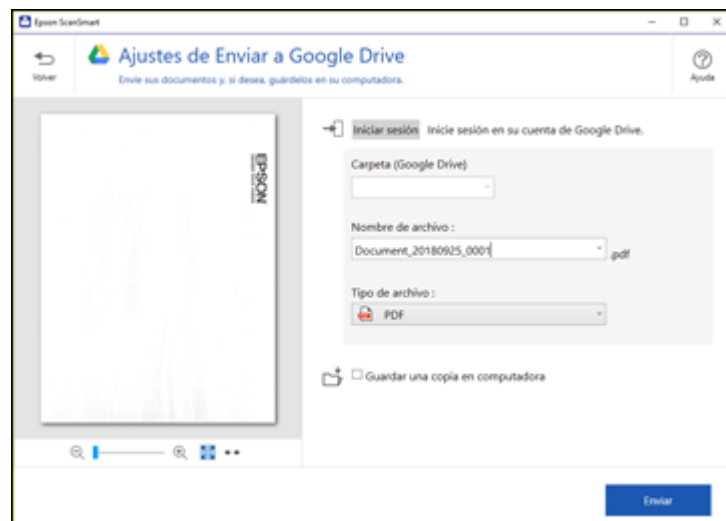 Epson ScanSmart
Volver
Ajustes de Enviar a Google Drive
Envíe sus documentos y, si desea, guárdelos en su computadora.
Ayuda
EPSON
Iniciar sesión Inicie sesión en su cuenta de Google Drive.
Carpeta (Google Drive)
Nombre de archivo :
Document_20180925_0001 .pdf
Tipo de archivo :
PDF
Guardar una copia en computadora
Enviar